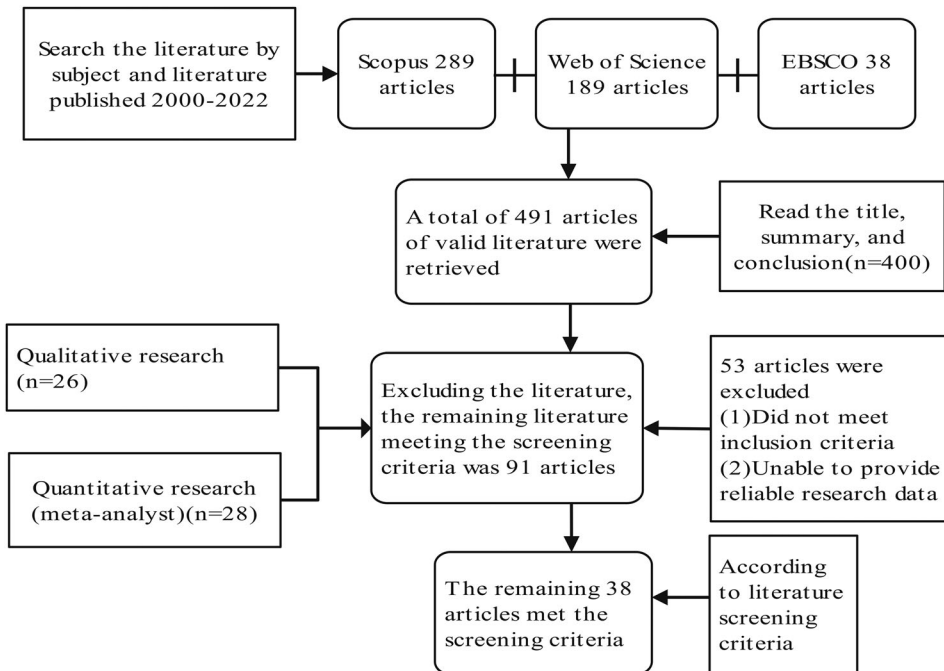 Search the literature by
subject and literature
published 2000-2022
Scopus 289
articles
Web of Science
189 articles
EBSCO 38
articles
A total of 491 articles
of valid literature were
retrieved
Read the title,
summary, and
conclusion(n=400)
Qualitative research
(n=26)
Quantitative research
(meta-analyst)(n=28)
Excluding the literature,
the remaining literature
meeting the screening
criteria was 91 articles
53 articles were
excluded
(1)Did not meet
inclusion criteria
(2)Unable to provide
reliable research data
The remaining 38
articles met the
screening criteria
According
to literature
screening
criteria